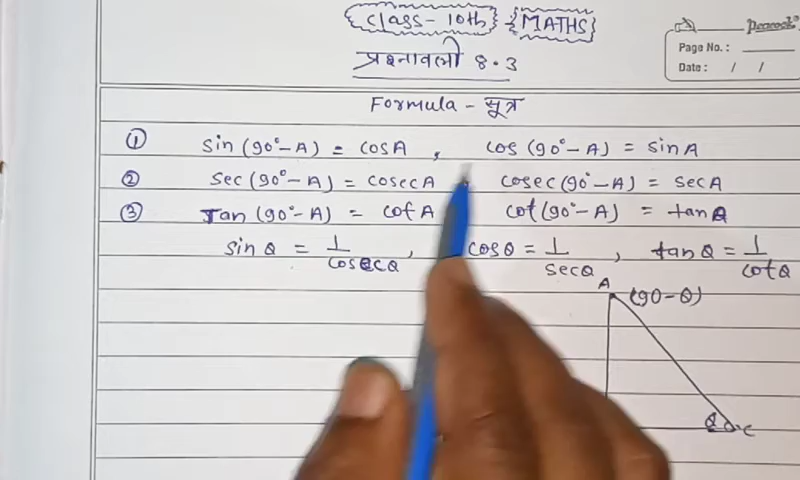 Class-10th MATHS
प्रश्नावली 8.3
Peacock
Page No.:
Date: / /
Formula - सूत्र
① sin(90°-A) = cosA, cos(90°-A) = sinA
② sec(90°-A) = cosecA cosec(90°-A) = secA
③ Tan(90°-A) = cotA cot(90°-A) = tanθ
sinθ = 1/cosecθ, cosθ = 1/secθ, tanθ = 1/cotθ
A (90-θ)
θ C